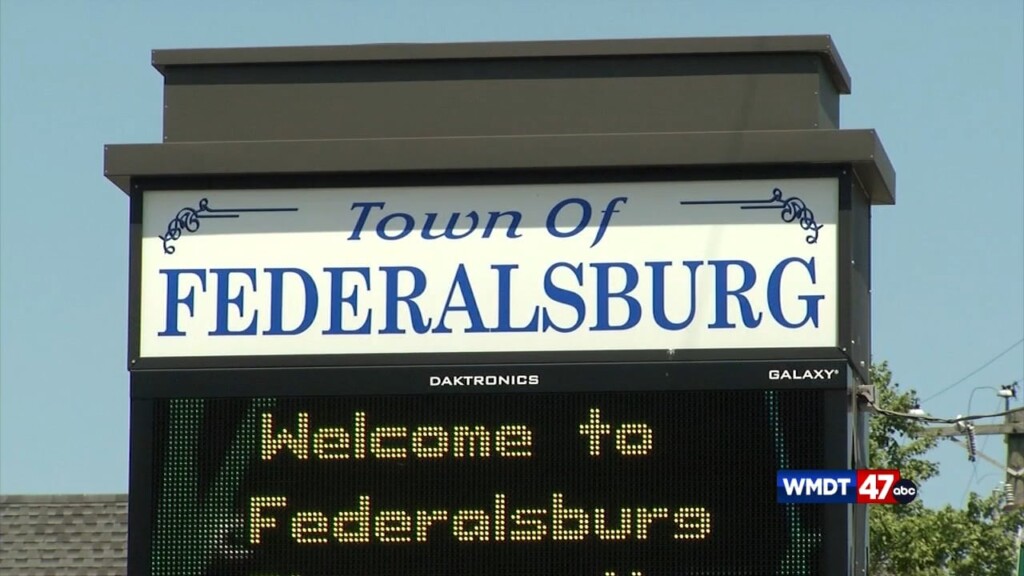 Town Of
FEDERALSBURG
DAKTRONICS GALAXY®
Welcome to
Federalsburg
WMDT 47 abc